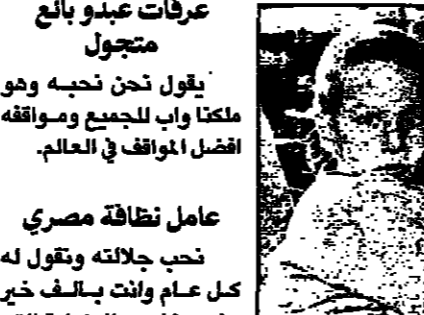 عرفات عبدو بائع
متجول
يقول نحن نحبه وهو
ملكنا واب للجميع ومواقفه
افضل المواقف في العالم.
عامل نظافة مصري
نحب جلالته ونقول له
كل عام وانت بالف خير